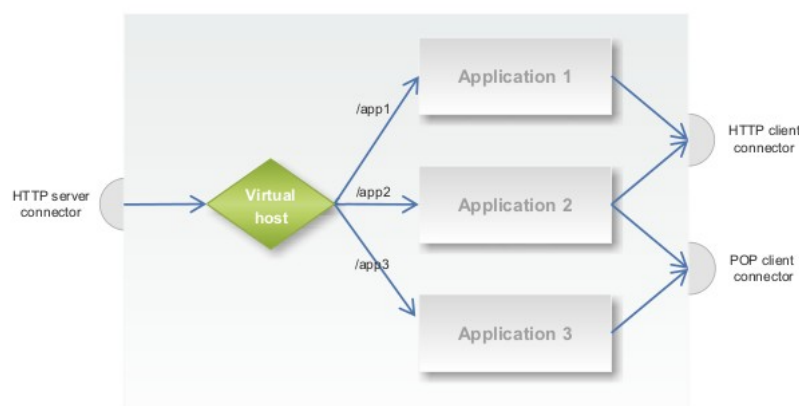 Application 1
/app1
HTTP client
connector
HTTP server
connector
Virtual
host
/app2
Application 2
POP client
connector
/app3
Application 3